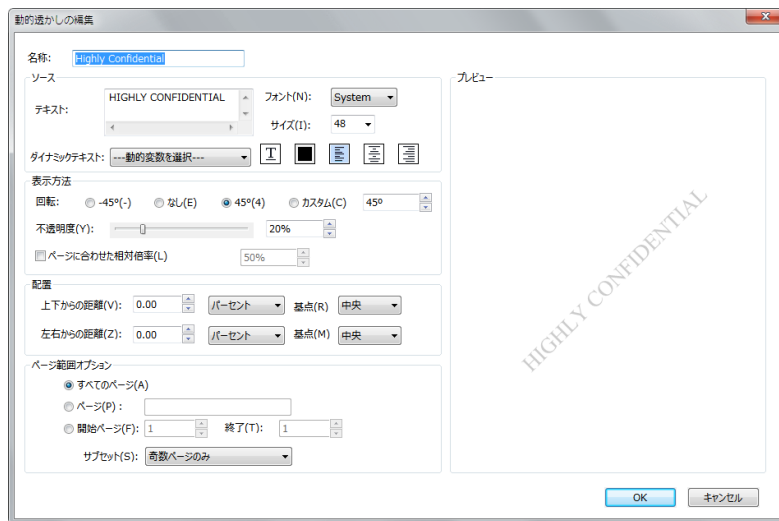 動的透かしの編集
名称: Highly Confidential
ソース
テキスト: HIGHLY CONFIDENTIAL
フォント(N): System
サイズ(I): 48
ダイナミックテキスト: ---動的変数を選択--- T
表示方法
回転: -45º(-) なし(E) 45º(4) カスタム(C) 45º
不透明度(Y): 20%
ページに合わせた相対倍率(L) 50%
配置
上下からの距離(V): 0.00 パーセント 基点(R) 中央
左右からの距離(Z): 0.00 パーセント 基点(M) 中央
ページ範囲オプション
すべてのページ(A)
ページ(P) :
開始ページ(F): 1 終了(T): 1
サブセット(S): 奇数ページのみ
プレビュー
HIGHLY CONFIDENTIAL
OK キャンセル